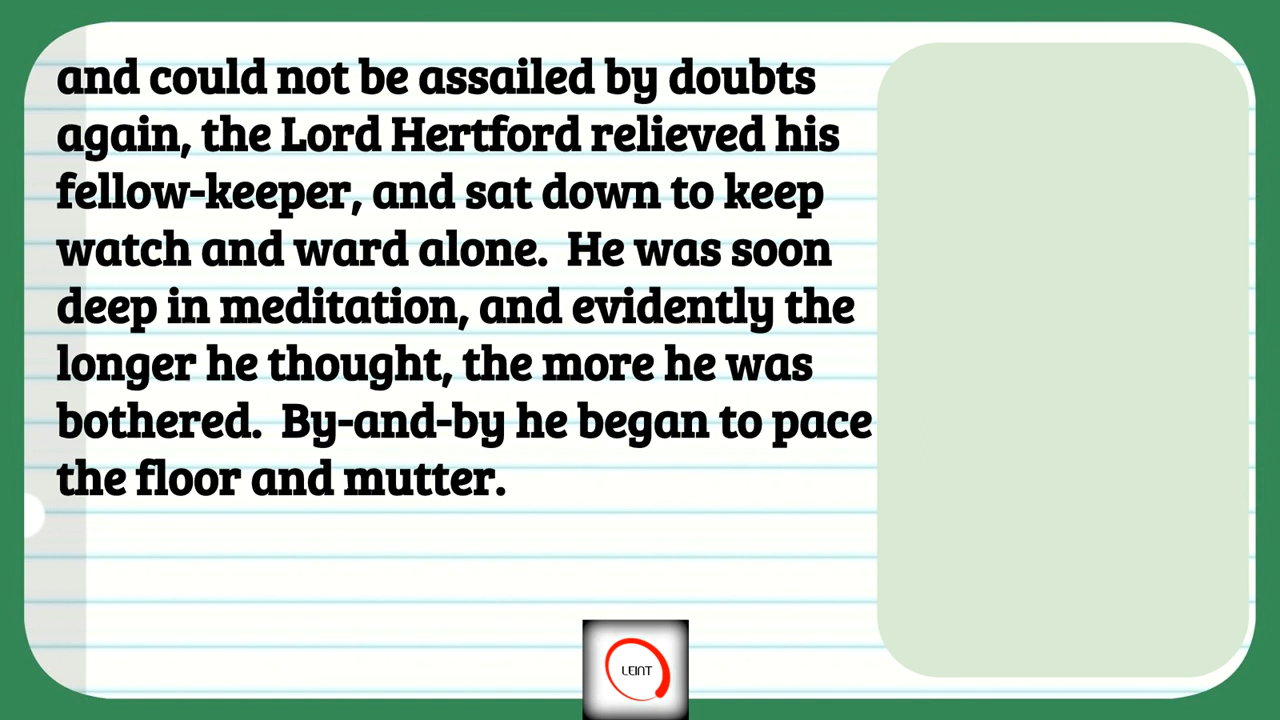 and could not be assailed by doubts
again, the Lord Hertford relieved his
fellow-keeper, and sat down to keep
watch and ward alone.  He was soon
deep in meditation, and evidently the
longer he thought, the more he was
bothered.  By-and-by he began to pace
the floor and mutter.
LEINT